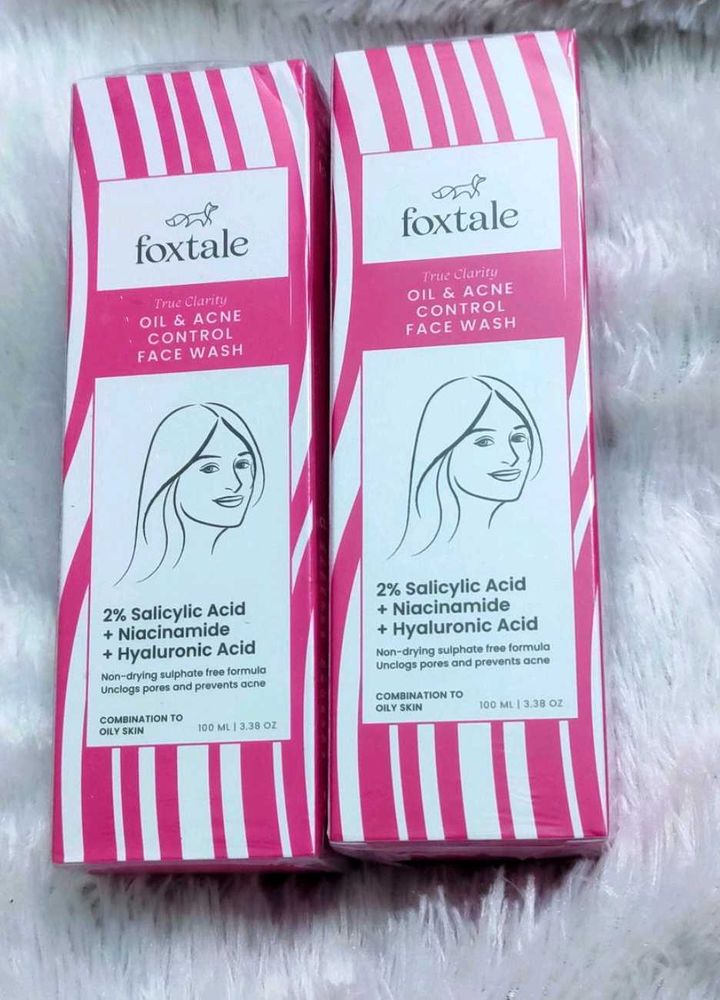 foxtale
True Clarity
OIL & ACNE
CONTROL
FACE WASH
2% Salicylic Acid
+ Niacinamide
+ Hyaluronic Acid
Non-drying sulphate free formula
Unclogs pores and prevents acne
COMBINATION TO
OILY SKIN
100 ML | 3.38 OZ
foxtale
True Clarity
OIL & ACNE
CONTROL
FACE WASH
2% Salicylic Acid
+ Niacinamide
+ Hyaluronic Acid
Non-drying sulphate free formula
Unclogs pores and prevents acne
COMBINATION TO
OILY SKIN
100 ML | 3.38 OZ